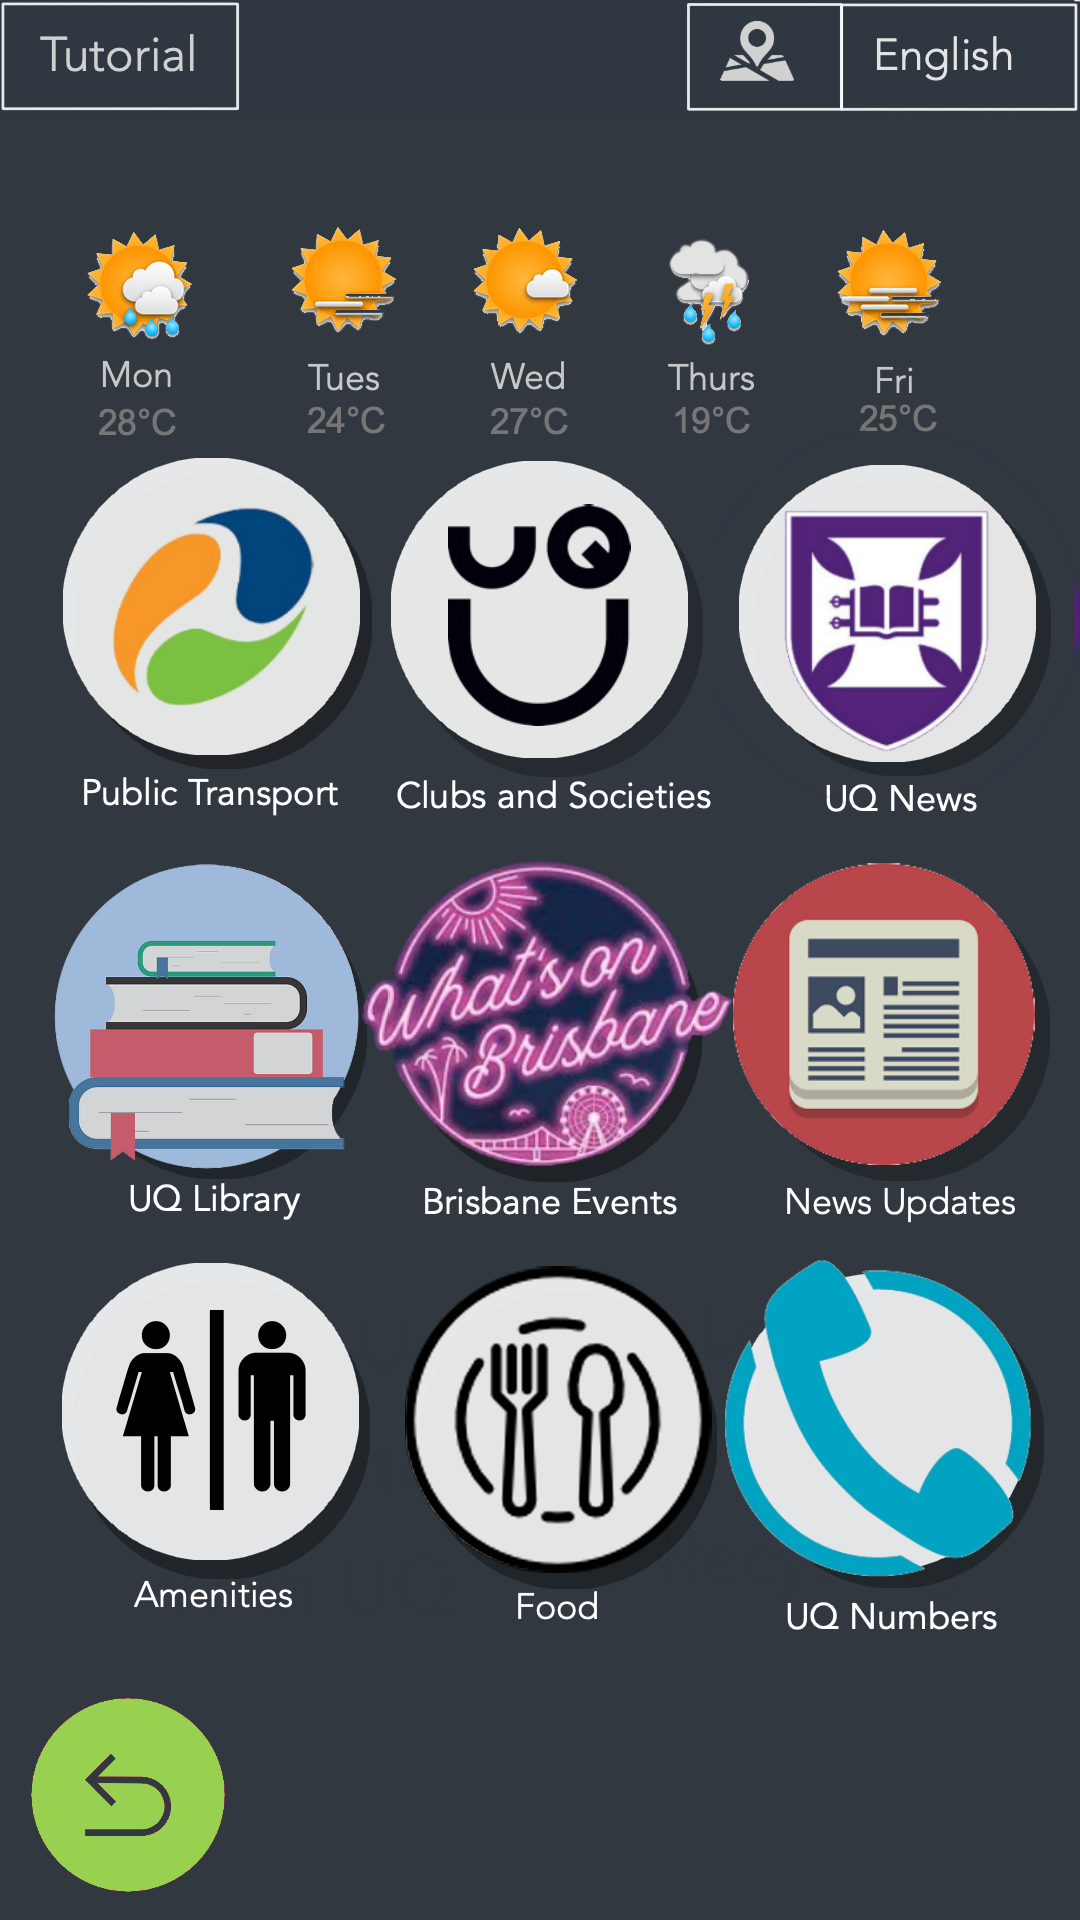 Tutorial
English
Mon
Tues
Wed
Thurs
Fri
28°C
24°C
27°C
19°C
25°C
UQ
Public Transport
Clubs and Societies
UQ News
What's on
Brisbane
UQ Library
Brisbane Events
News Updates
Amenities
Food
UQ Numbers